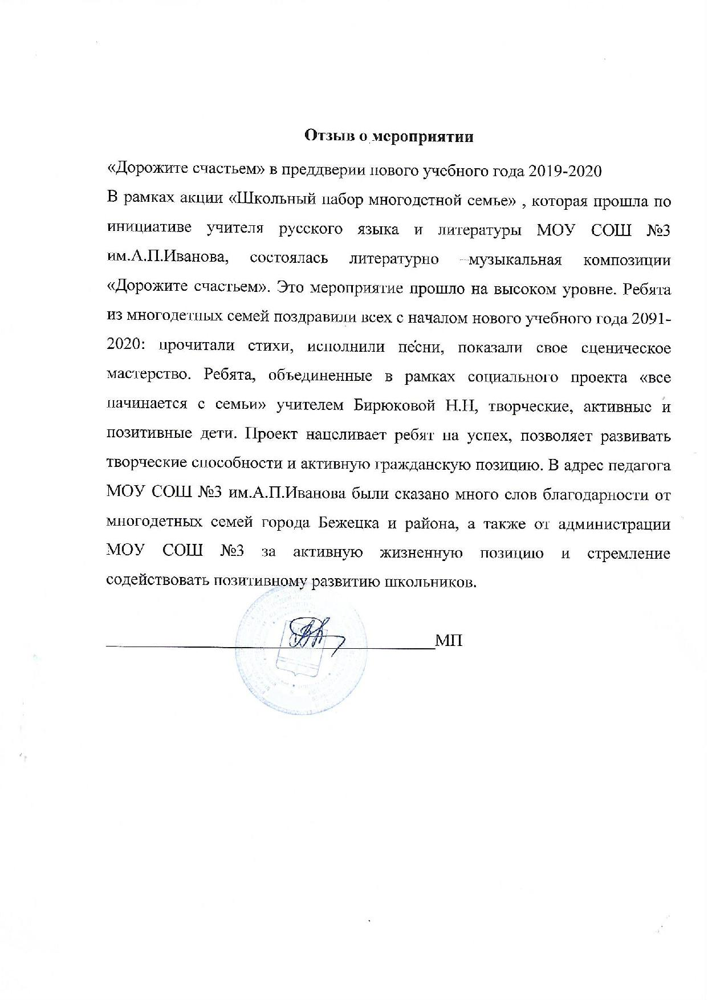 Отзыв о мероприятии
«Дорожите счастьем» в преддверии нового учебного года 2019-2020
В рамках акции «Школьный набор многодетной семье» , которая прошла по
инициативе учителя русского языка и литературы МОУ СОШ №3
им.А.П.Иванова, состоялась литературно –музыкальная композиции
«Дорожите счастьем». Это мероприятие прошло на высоком уровне. Ребята
из многодетных семей поздравили всех с началом нового учебного года 2091-
2020: прочитали стихи, исполнили песни, показали свое сценическое
мастерство. Ребята, объединенные в рамках социального проекта «все
начинается с семьи» учителем Бирюковой Н.Н, творческие, активные и
позитивные дети. Проект нацеливает ребят на успех, позволяет развивать
творческие способности и активную гражданскую позицию. В адрес педагога
МОУ СОШ №3 им.А.П.Иванова были сказано много слов благодарности от
многодетных семей города Бежецка и района, а также от администрации
МОУ СОШ №3 за активную жизненную позицию и стремление
содействовать позитивному развитию школьников.
МП